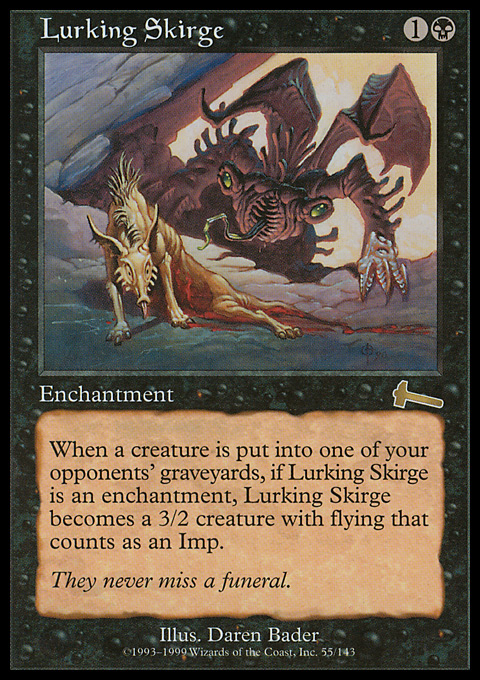 Lurking Skirge 1
Enchantment
When a creature is put into one of your
opponents' graveyards, if Lurking Skirge
is an enchantment, Lurking Skirge
becomes a 3/2 creature with flying that
counts as an Imp.
They never miss a funeral.
Illus. Daren Bader
©1993–1999 Wizards of the Coast, Inc. 55/143